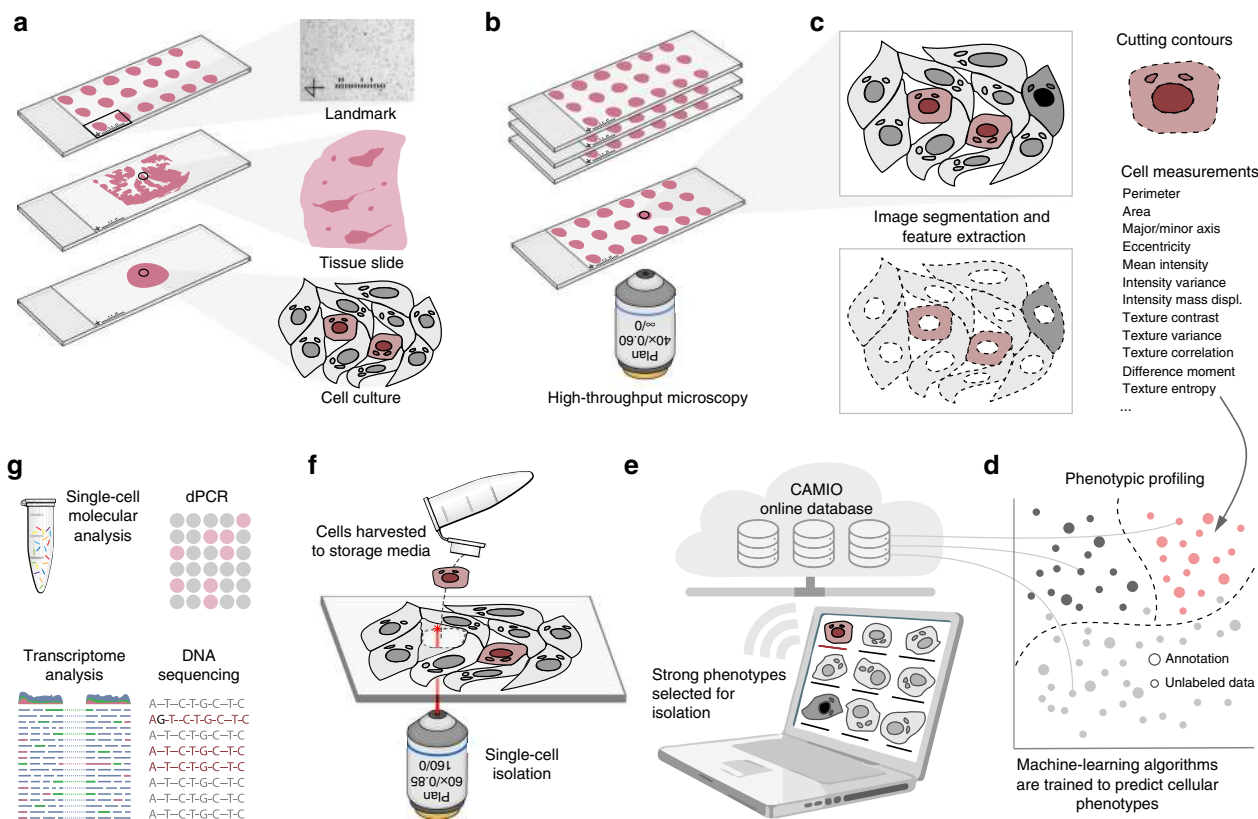 a
Landmark
Tissue slide
Cell culture
b
Plan
40×/0.60
∞/0
High-throughput microscopy
c
Image segmentation and
feature extraction
Cutting contours
Cell measurements
Perimeter
Area
Major/minor axis
Eccentricity
Mean intensity
Intensity variance
Intensity mass displ.
Texture contrast
Texture variance
Texture correlation
Difference moment
Texture entropy
...
d
Phenotypic profiling
Annotation
Unlabeled data
Machine-learning algorithms
are trained to predict cellular
phenotypes
e
CAMIO
online database
Strong phenotypes
selected for
isolation
f
Cells harvested
to storage media
Plan
60×/0.85
160/0
Single-cell
isolation
g
Single-cell
molecular
analysis
dPCR
Transcriptome
analysis
DNA
sequencing
A–T–C-T-G-C–T-C
AG-T--C-T-G-C–T-C
A–T–C-T-G-C–T-C
A–T-C-T-G-C–T-C
A–T-C-T-G-C–T-C
A–T–C-T-G-C–T-C
A–T–C-T-G-C–T-C
A–T–C-T-G-C–T-C